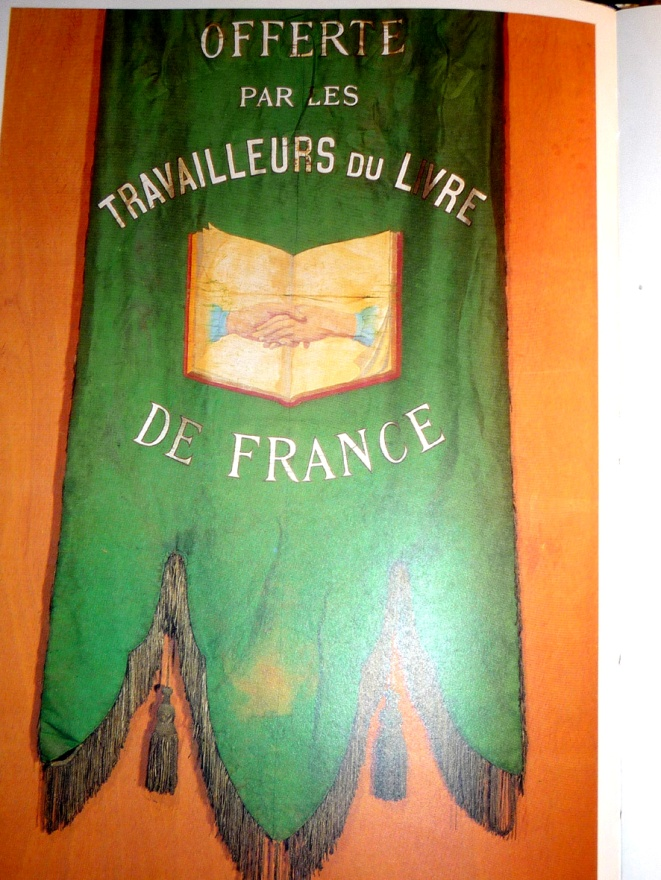 OFFERTE
PAR LES
TRAVAILLEURS DU LIVRE
DE FRANCE